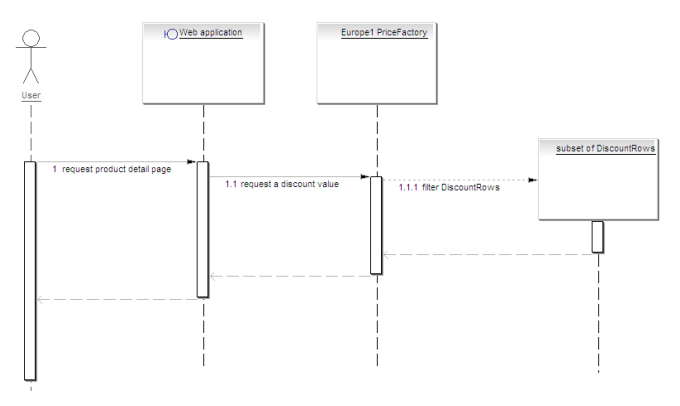 Web application
Europe1 PriceFactory
User
subset of DiscountRows
1 request product detail page
1.1 request a discount value
1.1.1 filter DiscountRows